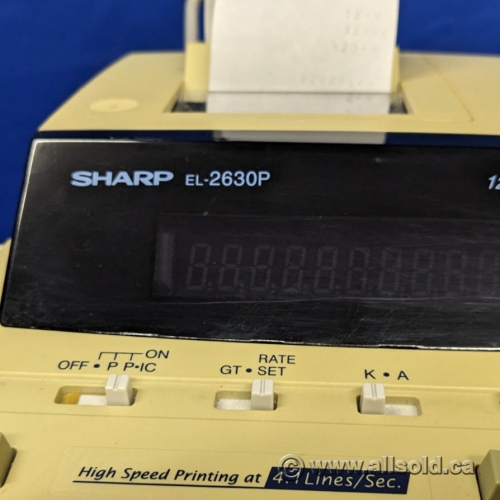 SHARP EL-2630P
12
ON
OFF • P P•IC
RATE
GT • SET
K • A
High Speed Printing at 4.1 Lines/Sec.
www.allsold.ca